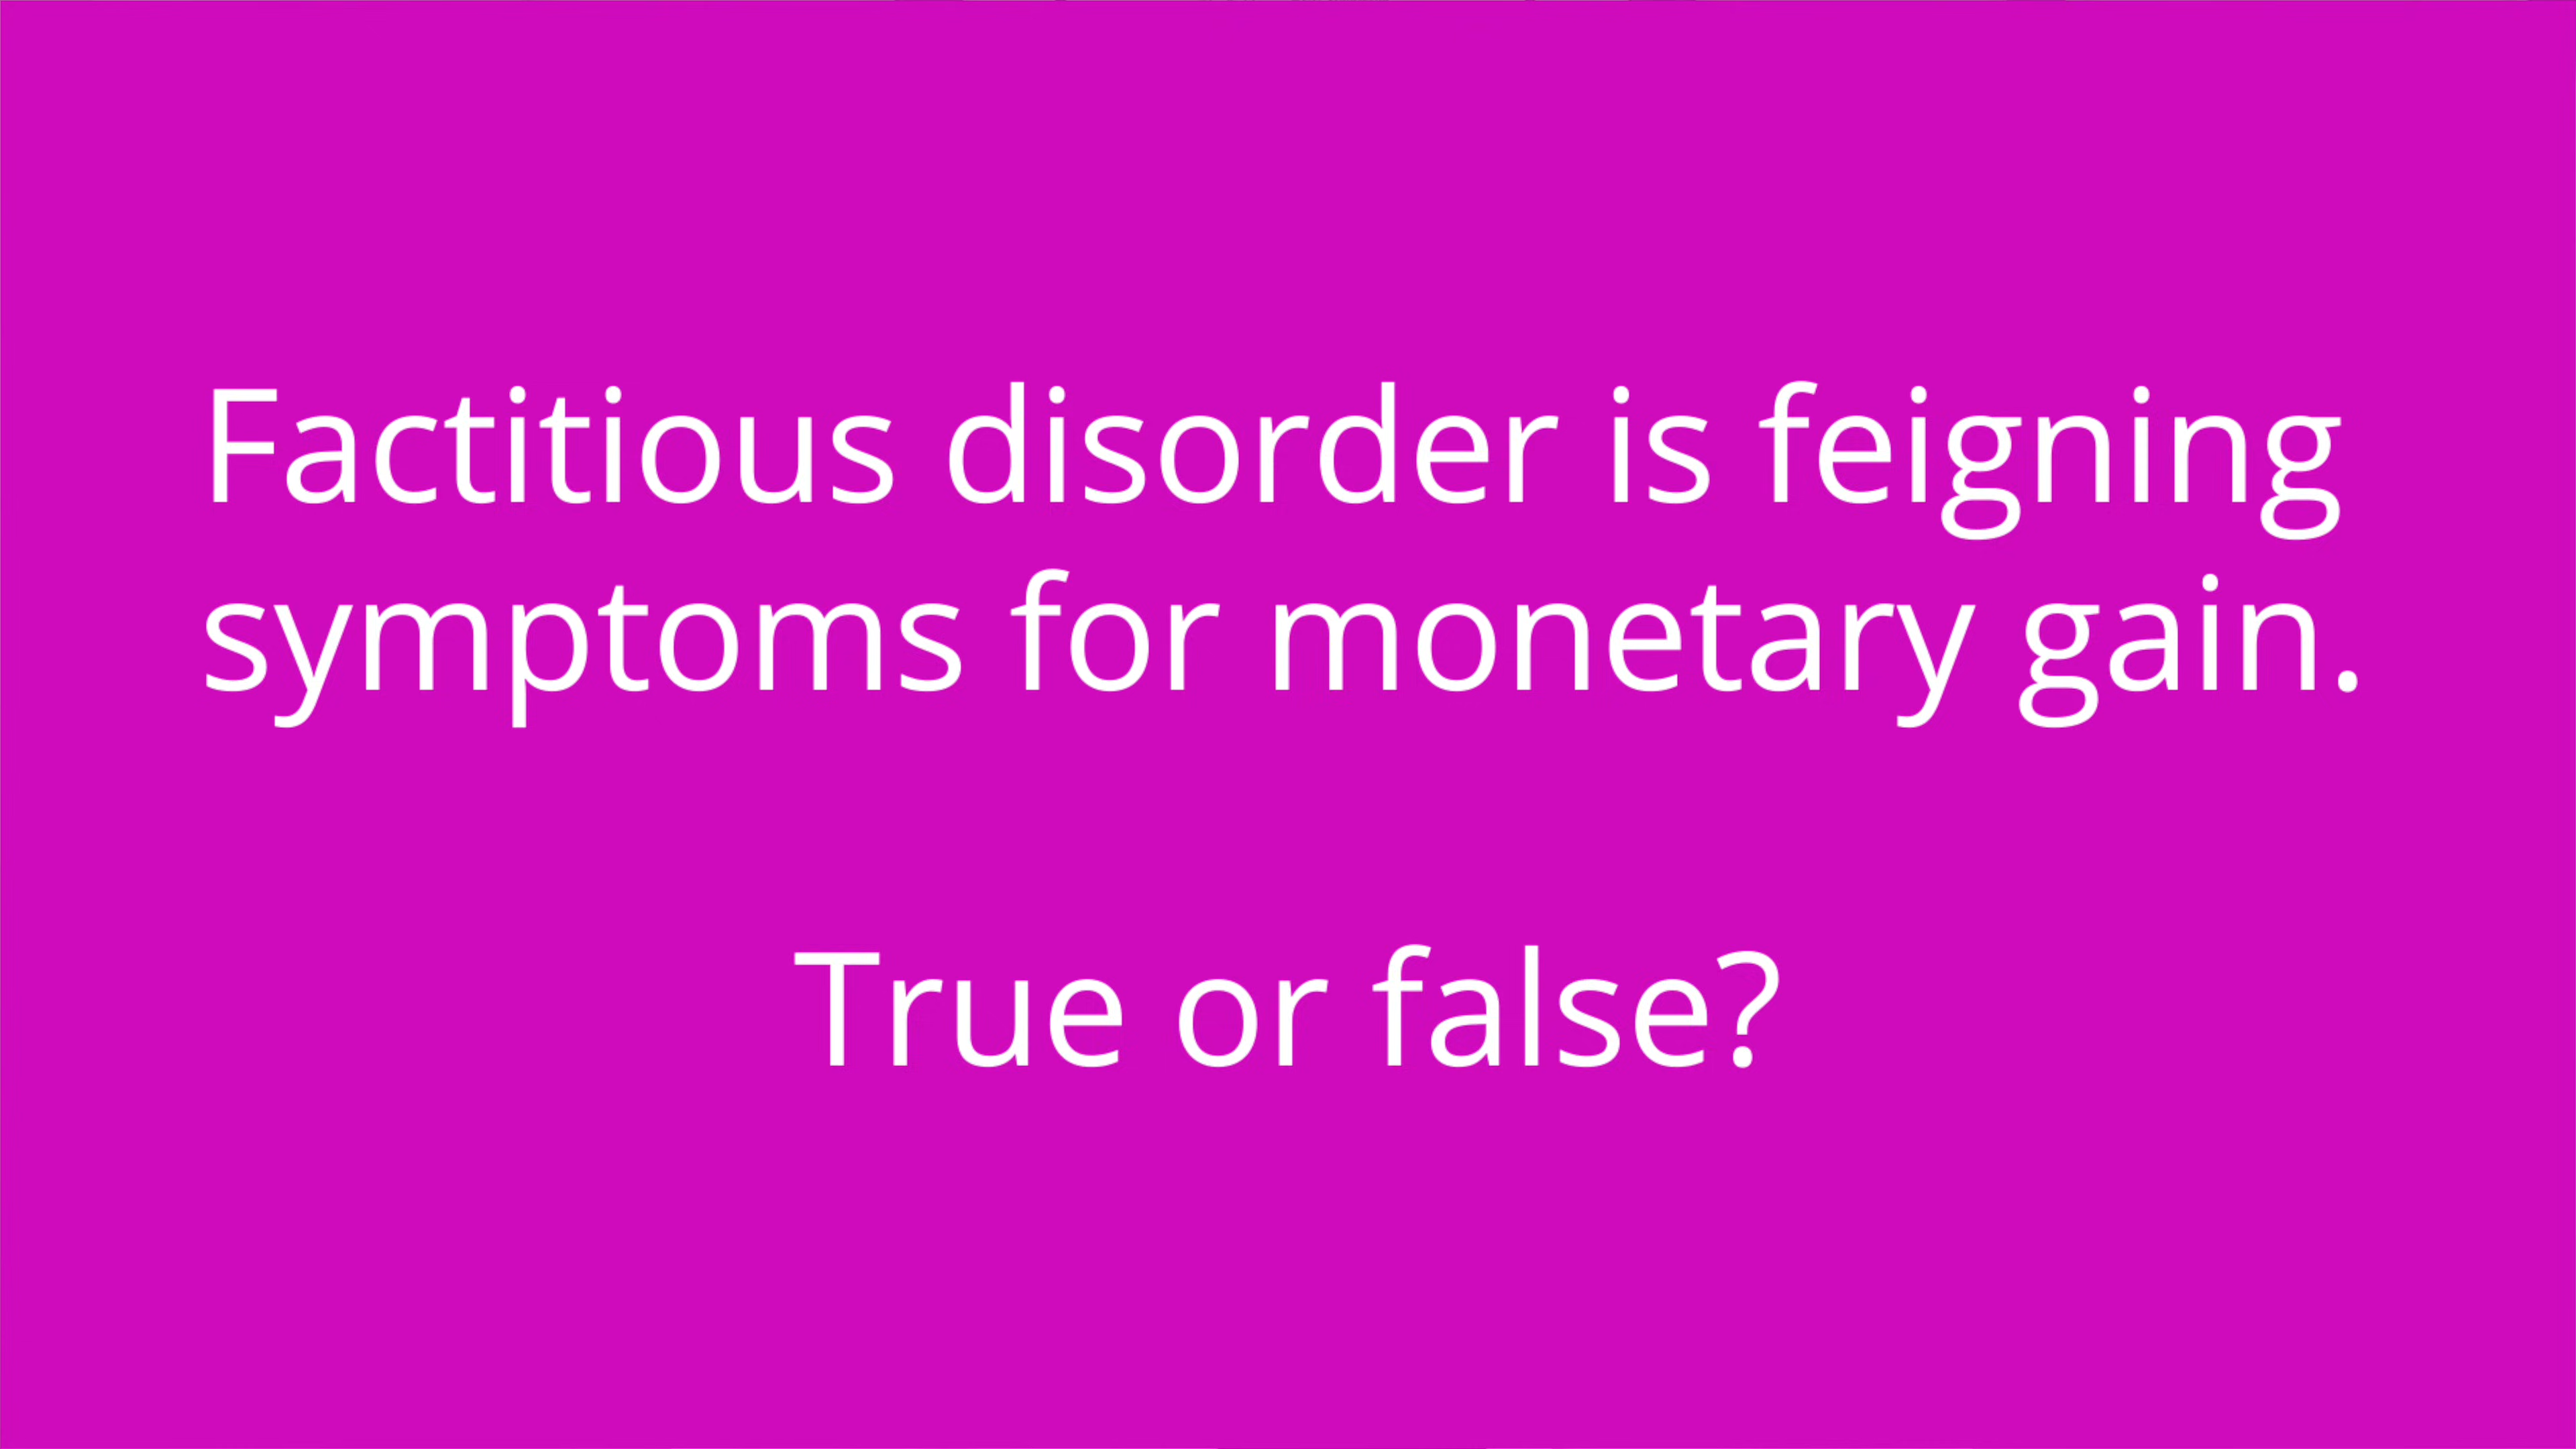 Factitious disorder is feigning
symptoms for monetary gain.
True or false?